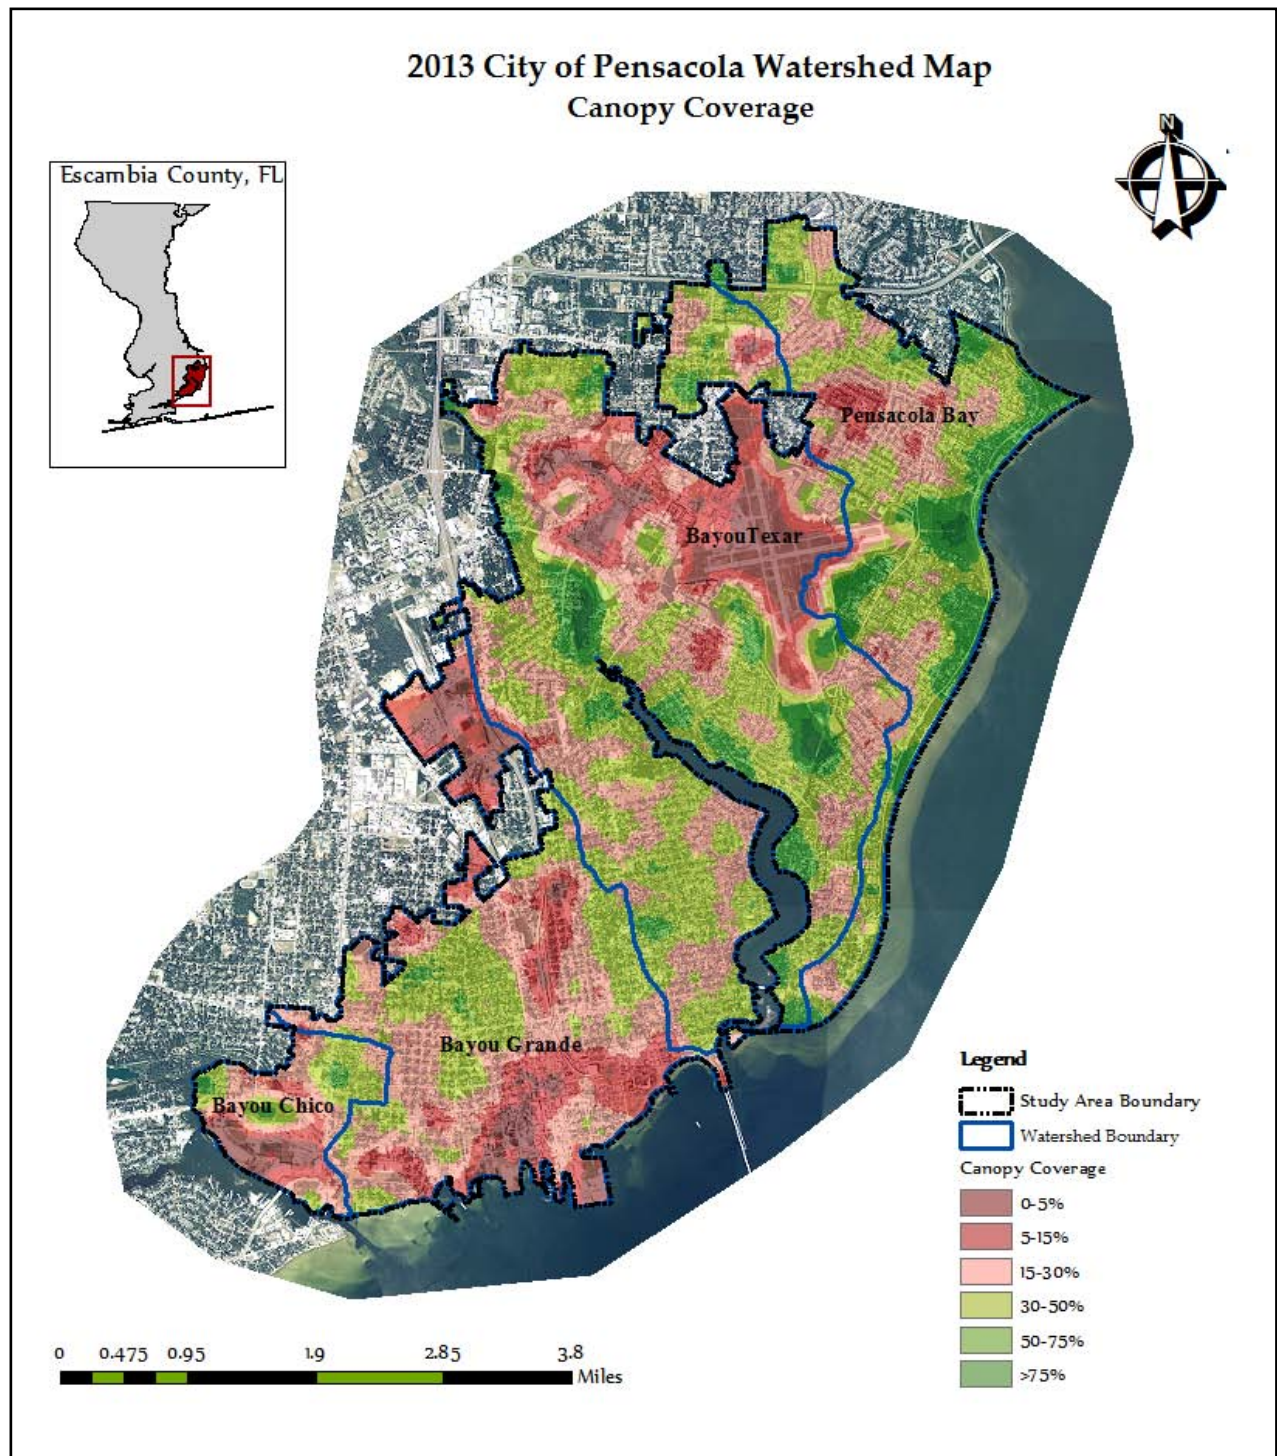 2013 City of Pensacola Watershed Map
Canopy Coverage
N
Escambia County, FL
Pensacola Bay
BayouTexar
Bayou Grande
Bayou Chico
Legend
Study Area Boundary
Watershed Boundary
Canopy Coverage
0-5%
5-15%
15-30%
30-50%
50-75%
>75%
0 0.475 0.95 1.9 2.85 3.8
Miles